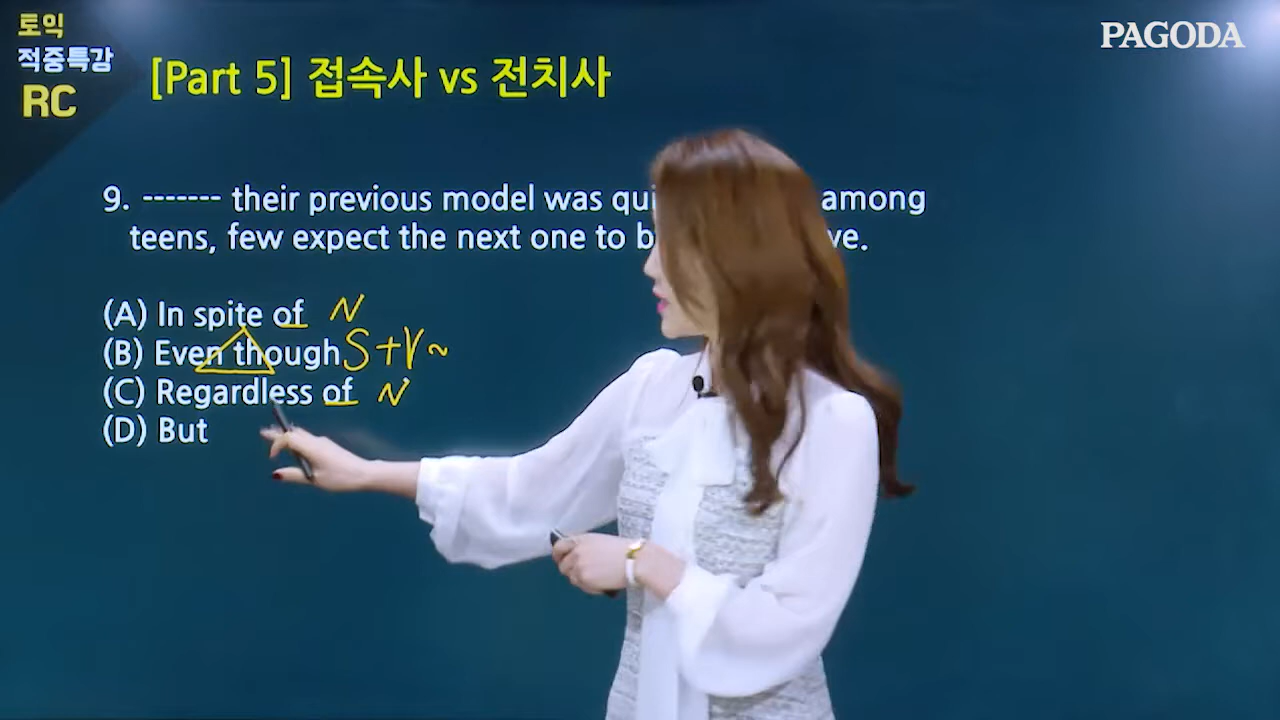 토익
적중특강
RC
PAGODA
[Part 5] 접속사 vs 전치사
9. ------- their previous model was among
teens, few expect the next one to
(A) In spite of N
(B) Even though S+V~
(C) Regardless of N
(D) But